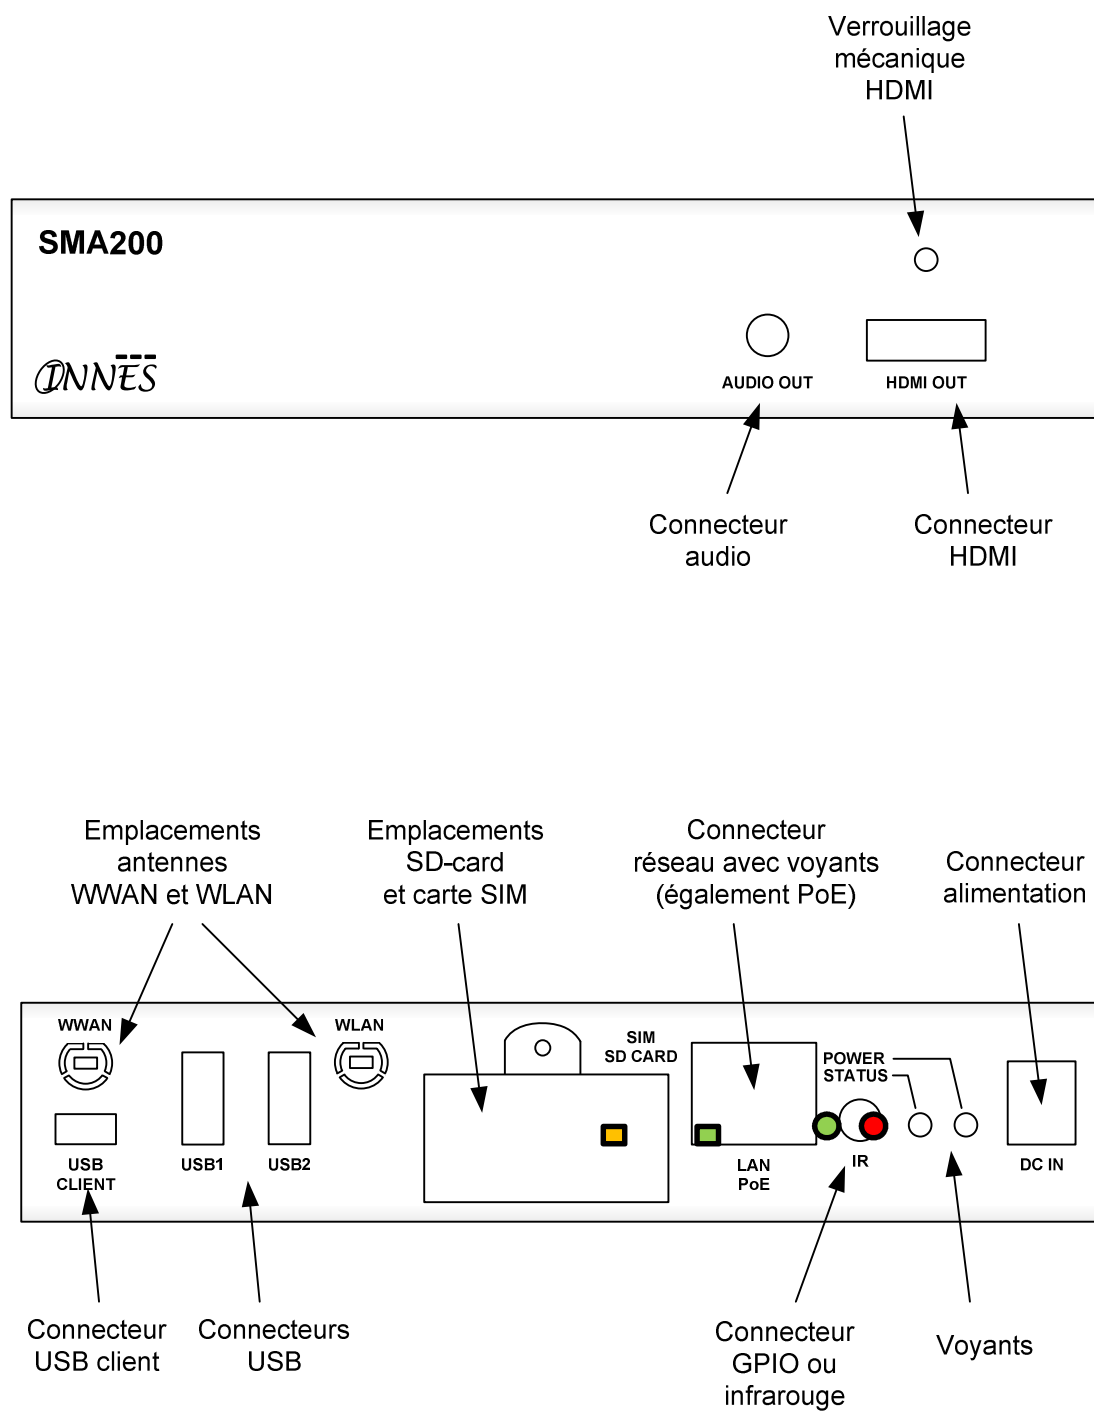 Verrouillage
mécanique
HDMI
SMA200
INNES
AUDIO OUT
HDMI OUT
Connecteur
audio
Connecteur
HDMI
Emplacements
antennes
WWAN et WLAN
Emplacements
SD-card
et carte SIM
Connecteur
réseau avec voyants
(également PoE)
Connecteur
alimentation
WWAN
WLAN
SIM
SD CARD
POWER
STATUS
USB
CLIENT
USB1
USB2
LAN
PoE
IR
DC IN
Connecteur
USB client
Connecteurs
USB
Connecteur
GPIO ou
infrarouge
Voyants